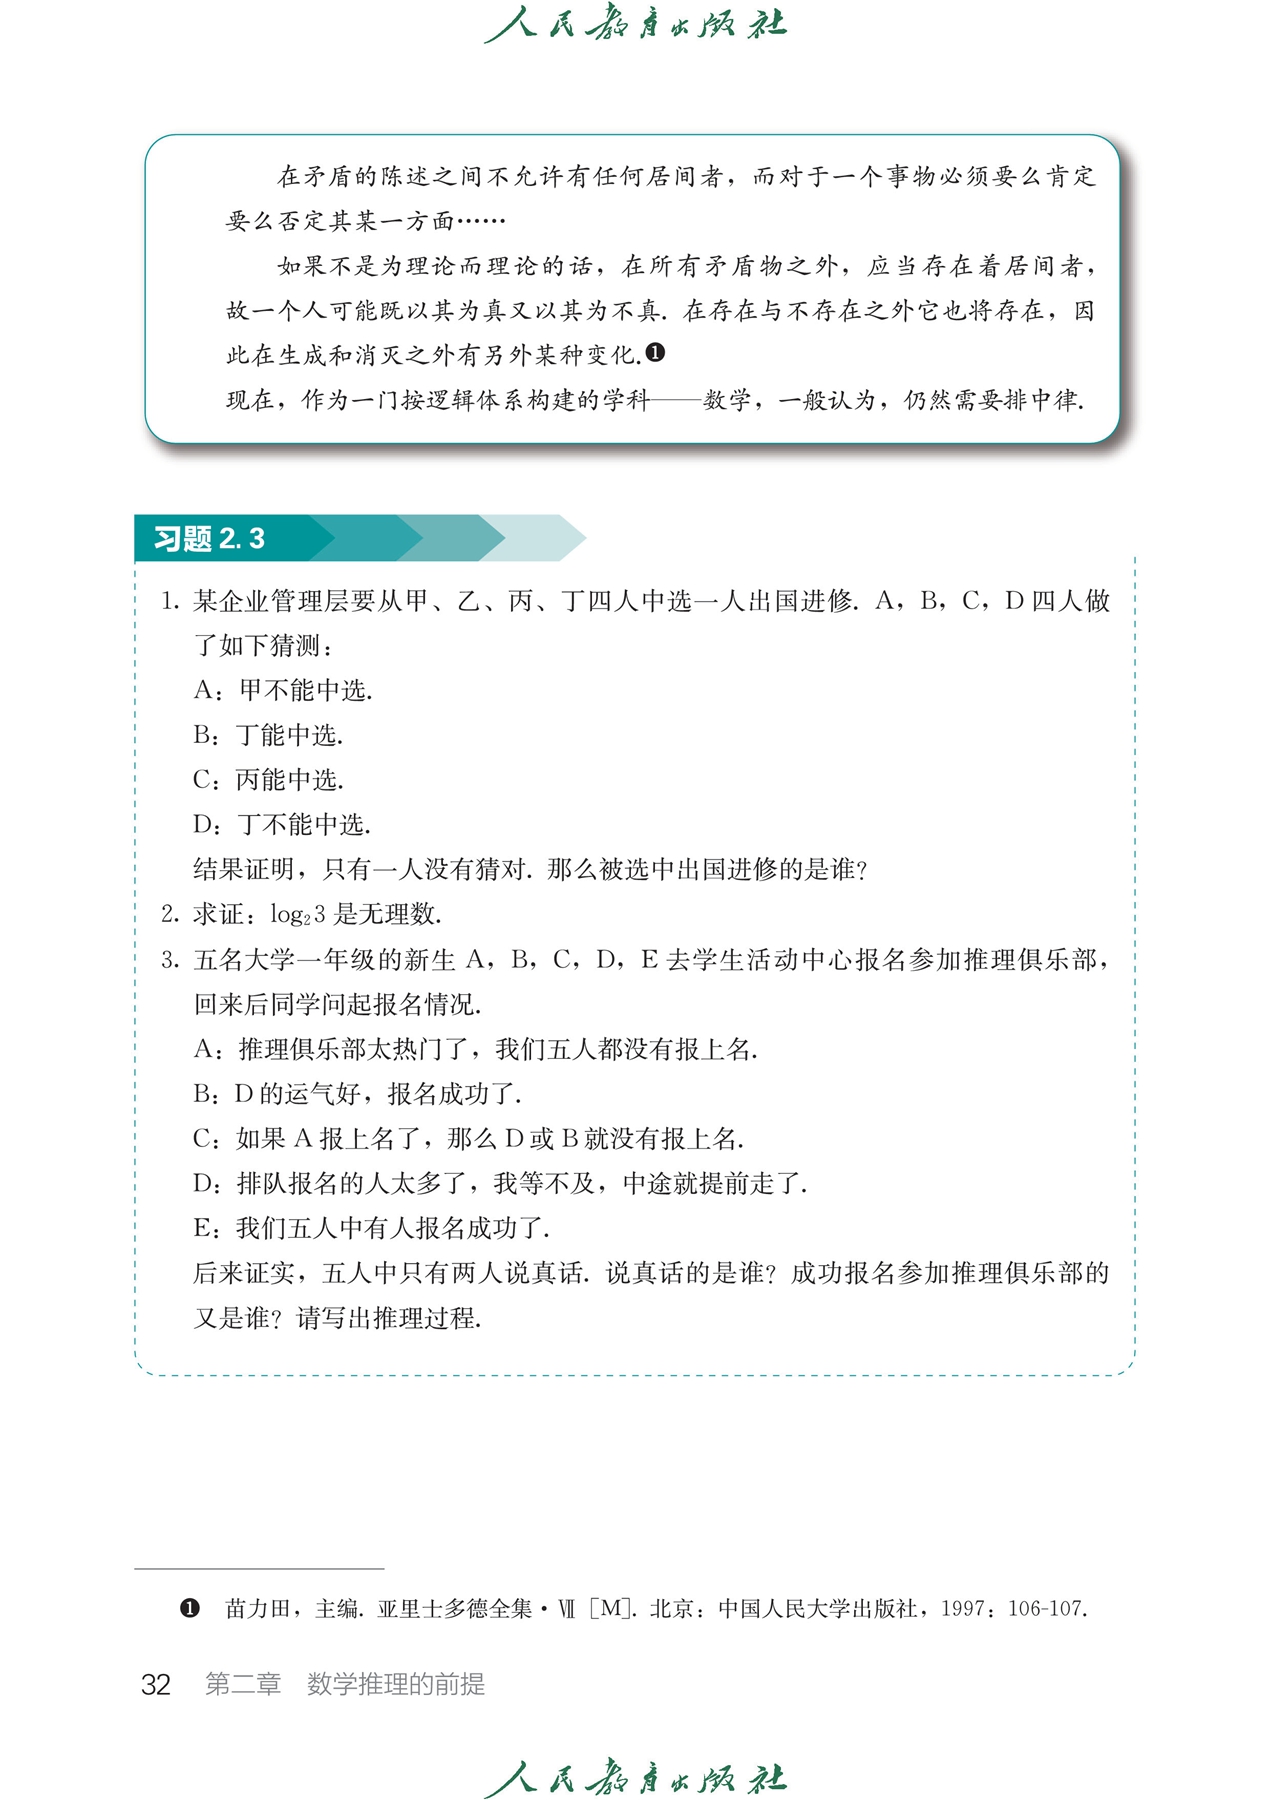 人民教育出版社
在矛盾的陈述之间不允许有任何居间者，而对于一个事物必须要么肯定
要么否定其某一方面……
如果不是为理论而理论的话，在所有矛盾物之外，应当存在着居间者，
故一个人可能既以其为真又以其为不真. 在存在与不存在之外它也将存在，因
此在生成和消灭之外有另外某种变化.❶
现在，作为一门按逻辑体系构建的学科——数学，一般认为，仍然需要排中律.
习题 2. 3
1. 某企业管理层要从甲、乙、丙、丁四人中选一人出国进修. A，B，C，D 四人做
了如下猜测：
A：甲不能中选.
B：丁能中选.
C：丙能中选.
D：丁不能中选.
结果证明，只有一人没有猜对. 那么被选中出国进修的是谁？
2. 求证：log₂3 是无理数.
3. 五名大学一年级的新生 A，B，C，D，E 去学生活动中心报名参加推理俱乐部，
回来后同学问起报名情况.
A：推理俱乐部太热门了，我们五人都没有报上名.
B：D 的运气好，报名成功了.
C：如果 A 报上名了，那么 D 或 B 就没有报上名.
D：排队报名的人太多了，我等不及，中途就提前走了.
E：我们五人中有人报名成功了.
后来证实，五人中只有两人说真话. 说真话的是谁？成功报名参加推理俱乐部的
又是谁？请写出推理过程.
❶ 苗力田，主编. 亚里士多德全集·Ⅶ［M］. 北京：中国人民大学出版社，1997：106-107.
32 第二章 数学推理的前提
人民教育出版社